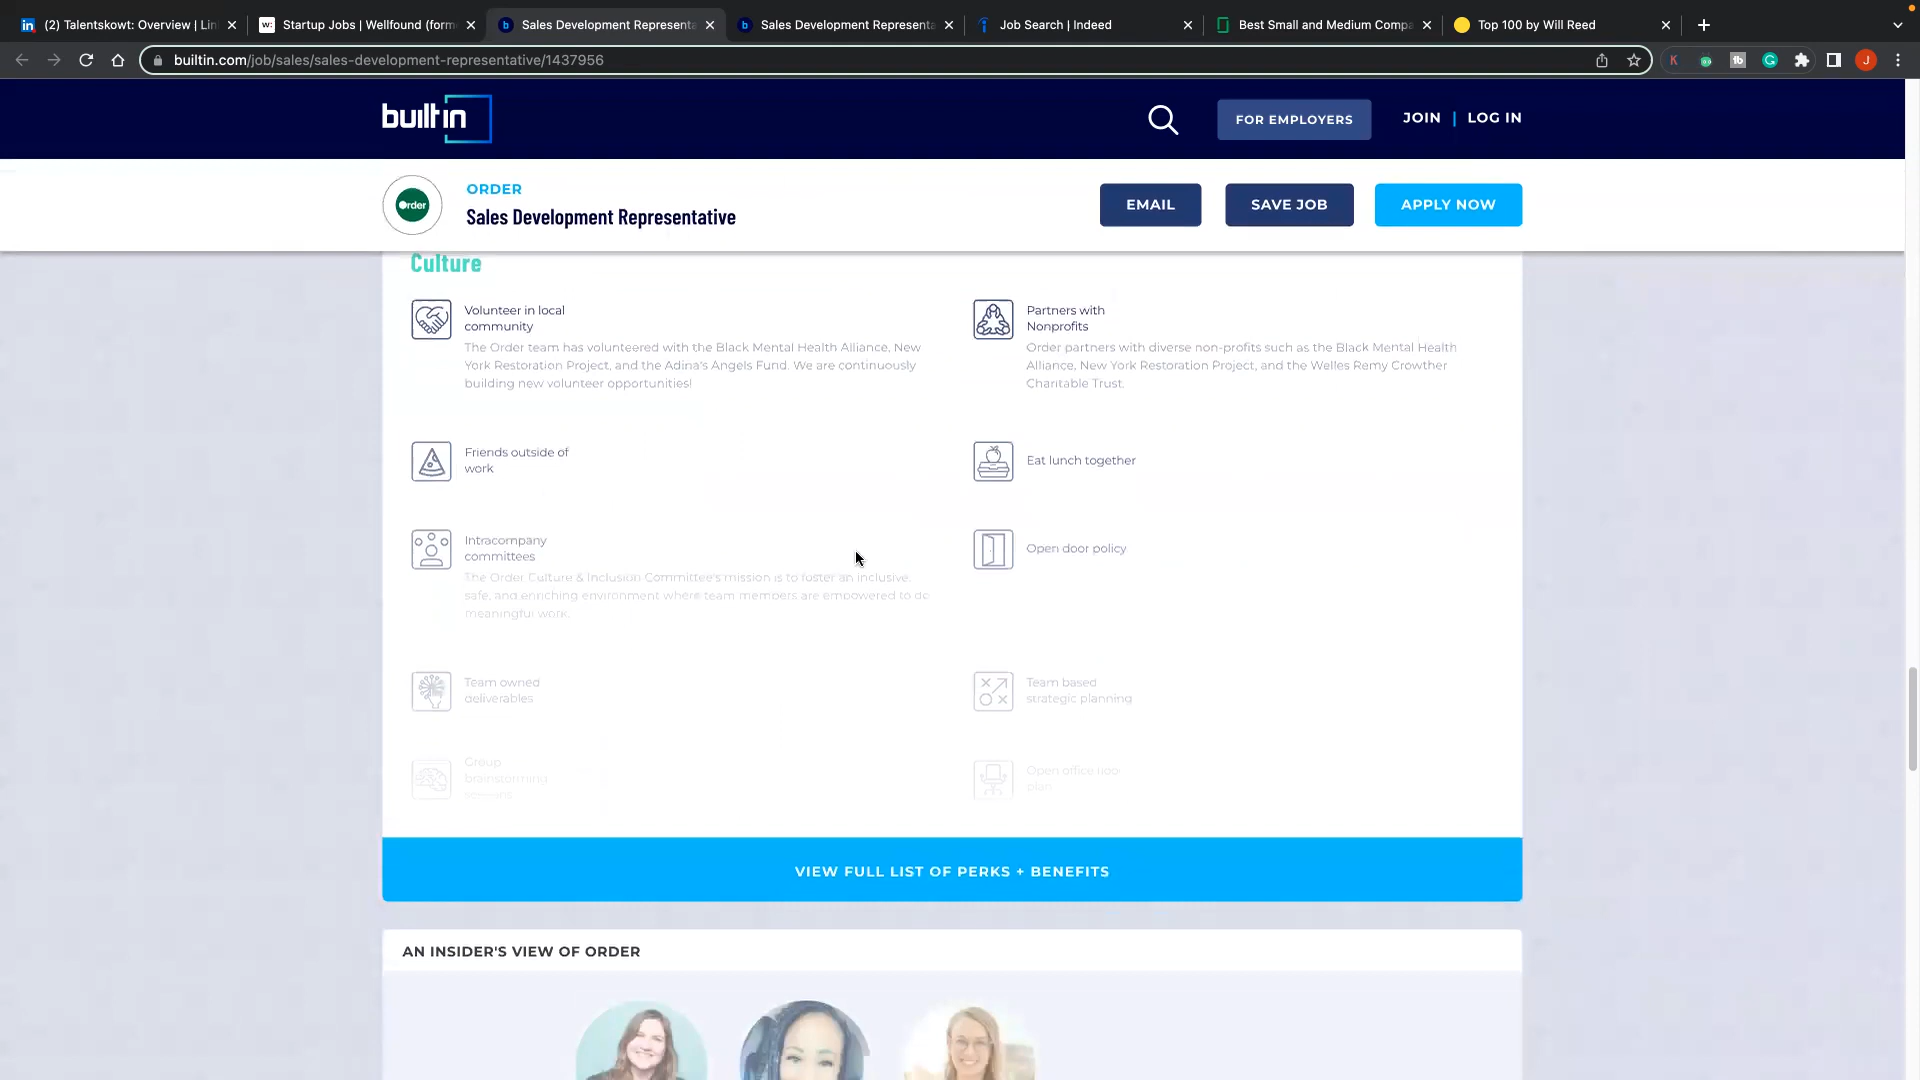 (2) Talentskowt: Overview | Lin
Startup Jobs | Wellfound (form
Sales Development Representa
Sales Development Representa
Job Search | Indeed
Best Small and Medium Compa
Top 100 by Will Reed
builtin.com/job/sales/sales-development-representative/1437956
builtin
FOR EMPLOYERS
JOIN | LOG IN
Order
ORDER
Sales Development Representative
EMAIL
SAVE JOB
APPLY NOW
Culture
Volunteer in local
community
The Order team has volunteered with the Black Mental Health Alliance, New
York Restoration Project, and the Adina's Angels Fund. We are continuously
building new volunteer opportunities!
Partners with
Nonprofits
Order partners with diverse non-profits such as the Black Mental Health
Alliance, New York Restoration Project, and the Welles Remy Crowther
Charitable Trust.
Friends outside of
work
Eat lunch together
Intracompany
committees
The Order Culture & Inclusion Committee's mission is to foster an inclusive,
safe, and enriching environment where team members are empowered to do
meaningful work.
Open door policy
Team owned
deliverables
Team based
strategic planning
Group
brainstorming
sessions
Open office floor
plan
VIEW FULL LIST OF PERKS + BENEFITS
AN INSIDER'S VIEW OF ORDER